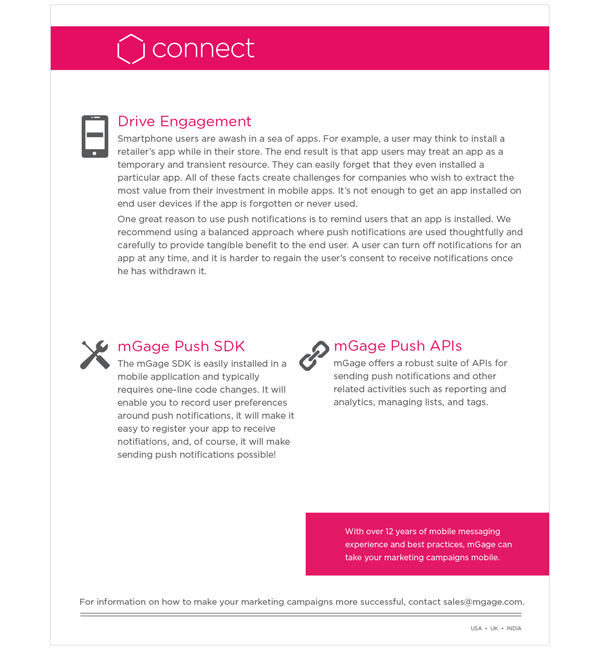 connect
Drive Engagement
Smartphone users are awash in a sea of apps. For example, a user may think to install a
retailer's app while in their store. The end result is that app users may treat an app as a
temporary and transient resource. They can easily forget that they even installed a
particular app. All of these facts create challenges for companies who wish to extract the
most value from their investment in mobile apps. It's not enough to get an app installed on
end user devices if the app is forgotten or never used.
One great reason to use push notifications is to remind users that an app is installed. We
recommend using a balanced approach where push notifications are used thoughtfully and
carefully to provide tangible benefit to the end user. A user can turn off notifications for an
app at any time, and it is harder to regain the user's consent to receive notifications once
he has withdrawn it.
mGage Push SDK
The mGage SDK is easily installed in a
mobile application and typically
requires one-line code changes. It will
enable you to record user preferences
around push notifications, it will make it
easy to register your app to receive
notifiations, and, of course, it will make
sending push notifications possible!
mGage Push APIs
mGage offers a robust suite of APIs for
sending push notifications and other
related activities such as reporting and
analytics, managing lists, and tags.
With over 12 years of mobile messaging
experience and best practices, mGage can
take your marketing campaigns mobile.
For information on how to make your marketing campaigns more successful, contact sales@mgage.com.
USA • UK • INDIA